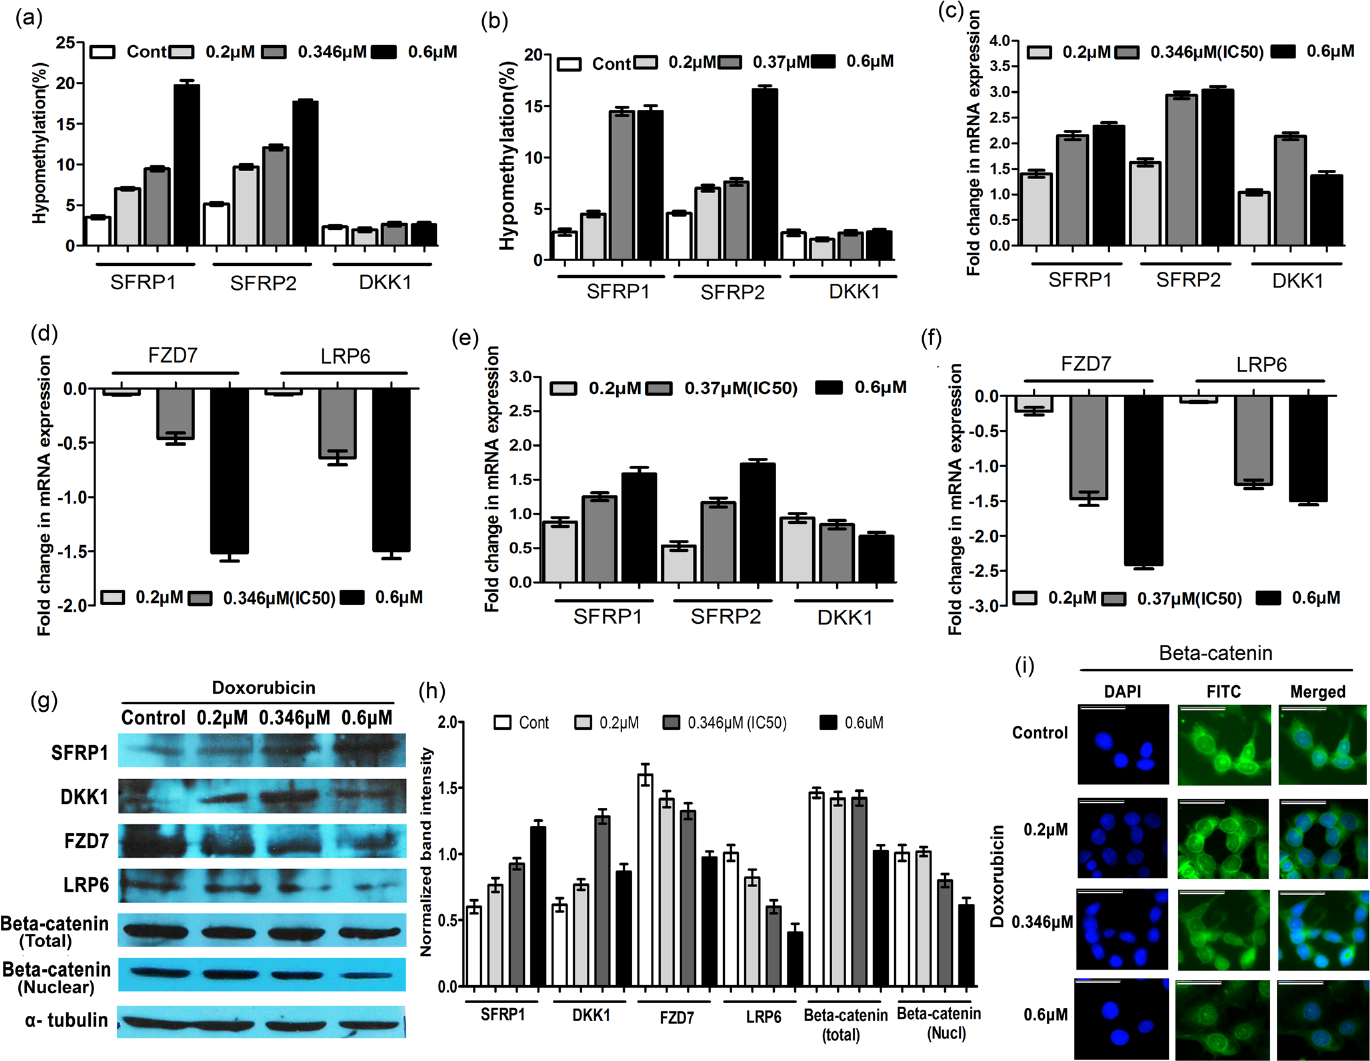 (a)
25
20
15
10
5
0
Hypomethylation(%)
Cont 0.2µM 0.346µM 0.6µM
SFRP1 SFRP2 DKK1
(b)
20
15
10
5
0
Hypomethylation(%)
Cont 0.2µM 0.37µM 0.6µM
SFRP1 SFRP2 DKK1
(c)
4.0
3.5
3.0
2.5
2.0
1.5
1.0
0.5
0.0
Fold change in mRNA expression
0.2µM 0.346µM(IC50) 0.6µM
SFRP1 SFRP2 DKK1
(d)
FZD7 LRP6
0.0
-0.5
-1.0
-1.5
-2.0
Fold change in mRNA expression
0.2µM 0.346µM(IC50) 0.6µM
(e)
3.0
2.5
2.0
1.5
1.0
0.5
0.0
Fold change in mRNA expression
0.2µM 0.37µM(IC50) 0.6µM
SFRP1 SFRP2 DKK1
(f)
FZD7 LRP6
0.0
-0.5
-1.0
-1.5
-2.0
-2.5
-3.0
Fold change in mRNA expression
0.2µM 0.37µM(IC50) 0.6µM
(g)
Doxorubicin
Control 0.2µM 0.346µM 0.6µM
SFRP1
DKK1
FZD7
LRP6
Beta-catenin
(Total)
Beta-catenin
(Nuclear)
α- tubulin
(h)
2.0
1.5
1.0
0.5
0.0
Normalized band intensity
Cont 0.2µM 0.346µM (IC50) 0.6uM
SFRP1 DKK1 FZD7 LRP6 Beta-catenin Beta-catenin
(total) (Nucl)
(i)
Beta-catenin
DAPI FITC Merged
Control
Doxorubicin
0.2µM
0.346µM
0.6µM